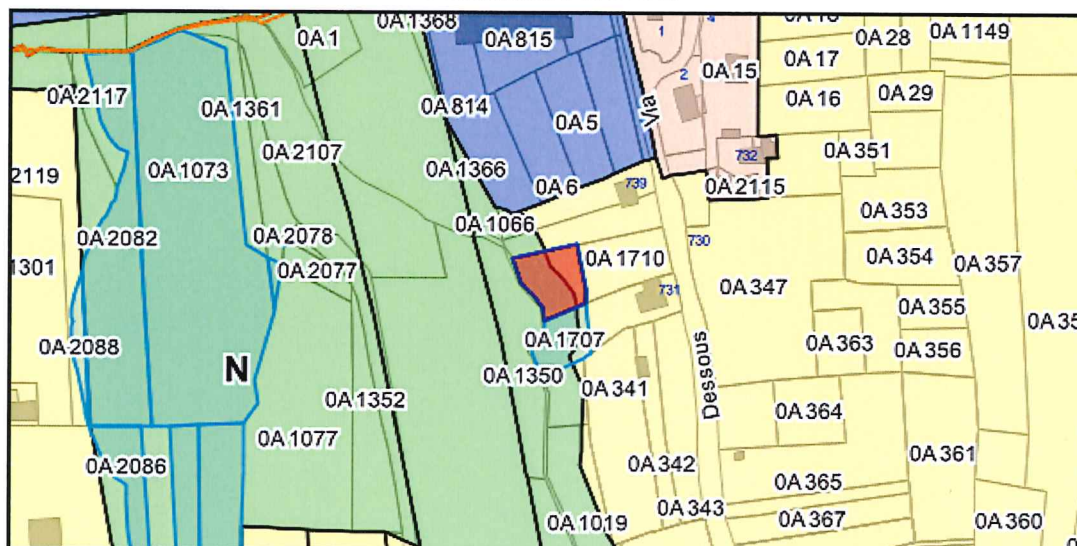 0A 1368
0A 1
0A 815
1
4
0A 28
0A 1149
0A 17
2
0A 15
0A 2117
0A 1361
0A 814
0A 5
Via
0A 16
0A 29
0A 2107
0A 1073
0A 1366
732
0A 351
2119
0A 6
739
0A 2115
0A 1066
0A 353
0A 2082
0A 2078
730
0A 354
1301
0A 2077
0A 1710
0A 357
731
0A 347
0A 355
0A 1707
0A 363
0A 356
0A 2088
N
0A 1350
0A 341
Dessous
0A 1352
0A 364
0A 1077
0A 2086
0A 342
0A 361
0A 365
0A 343
0A 1019
0A 367
0A 360